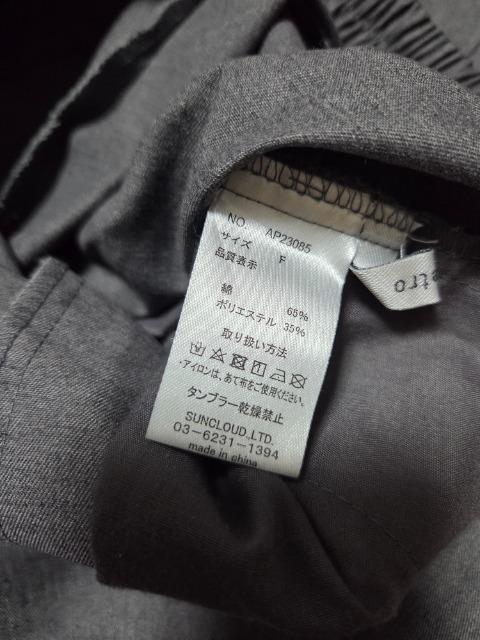 NO. AP23085
サイズ F
品質表示
綿 65%
ポリエステル 35%
取り扱い方法
・アイロンは、あて布をご使用ください。
タンブラー乾燥禁止
SUNCLOUD,LTD.
03-6231-1394
made in china
etro